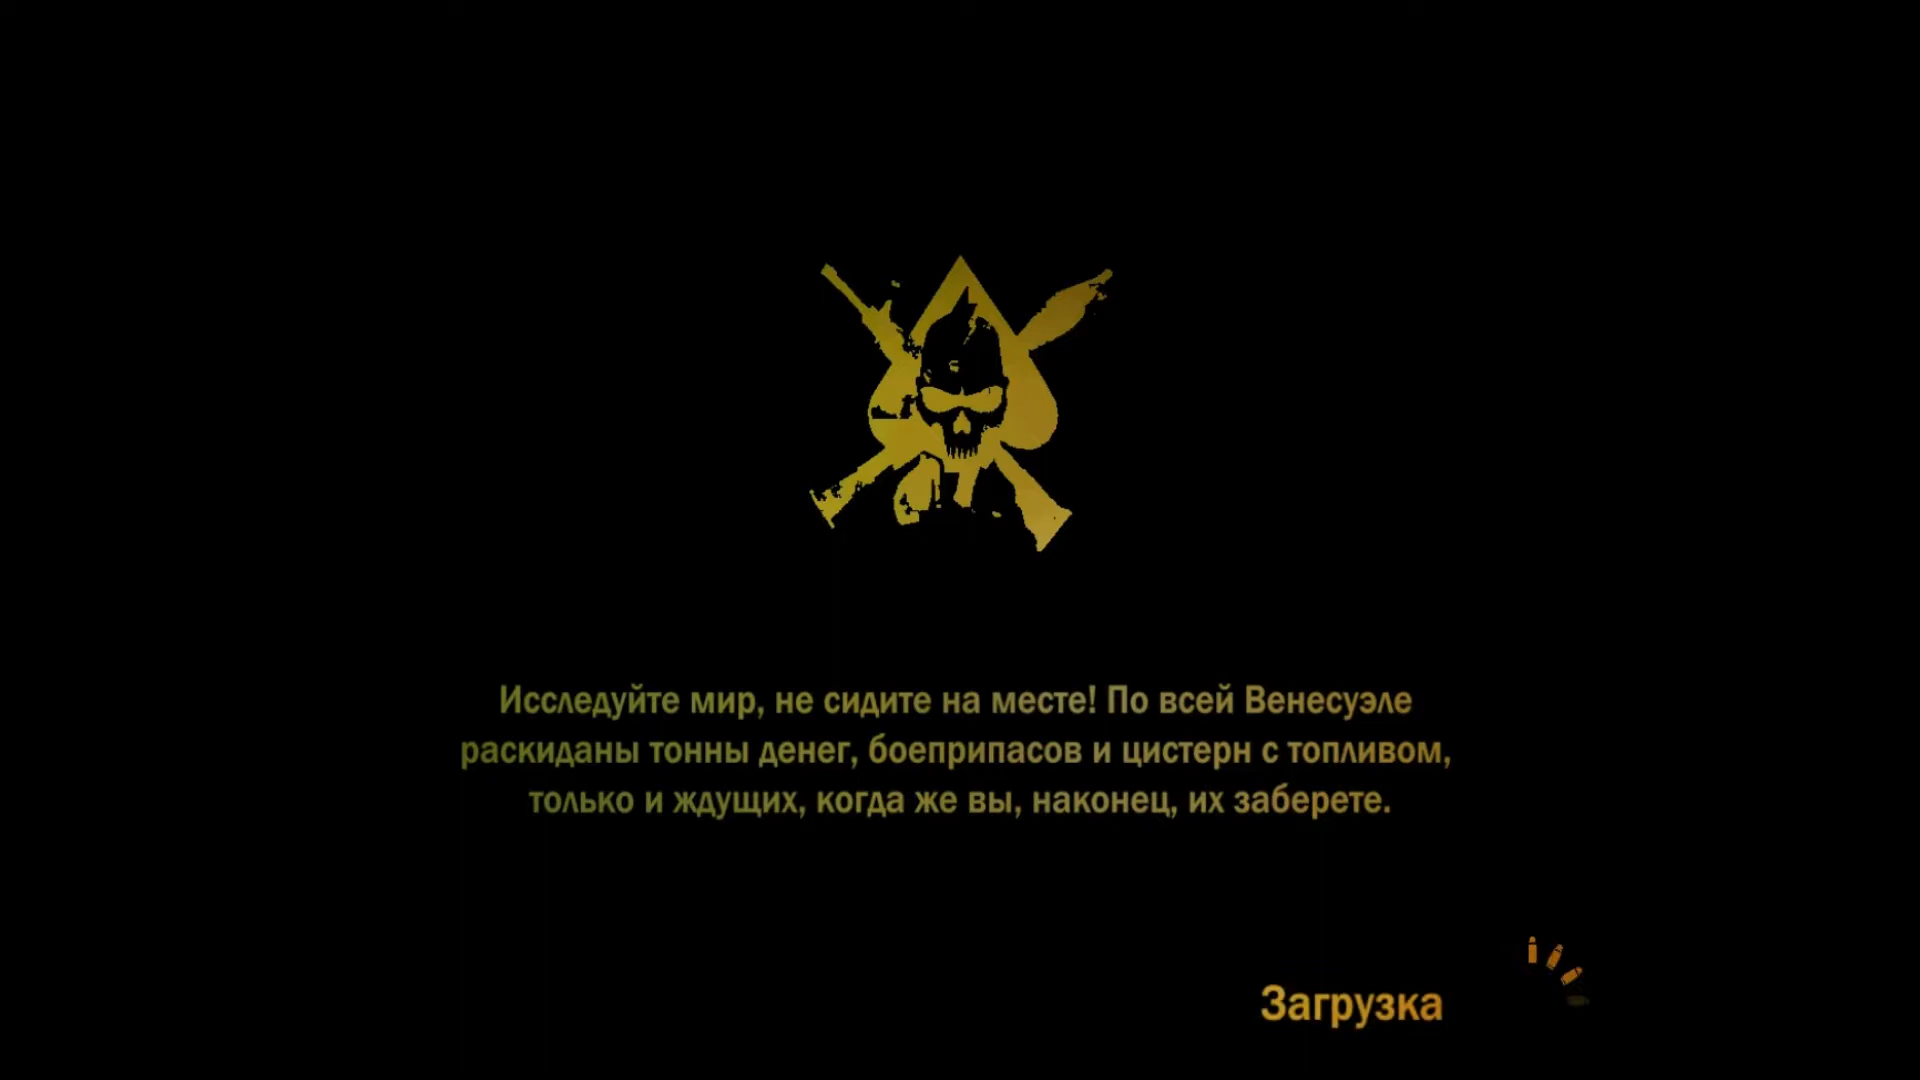 Исследуйте мир, не сидите на месте! По всей Венесуэле
раскиданы тонны денег, боеприпасов и цистерн с топливом,
только и ждущих, когда же вы, наконец, их заберете.
Загрузка